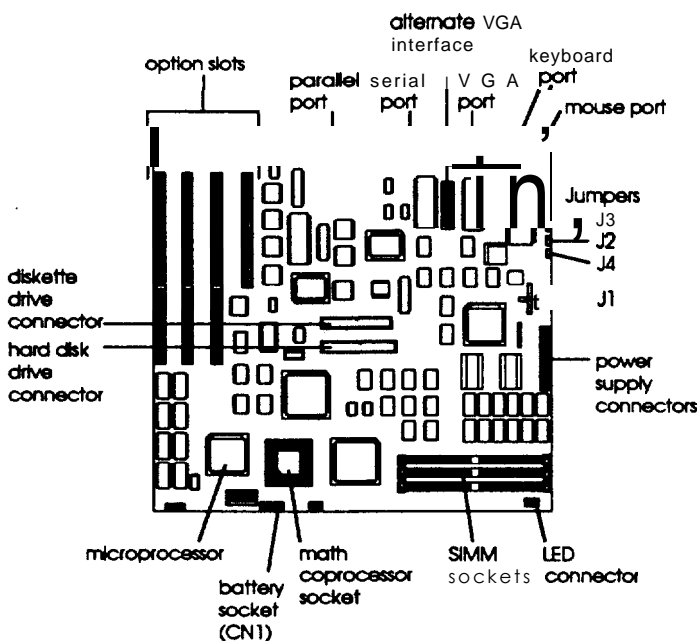 alternate VGA
interface
option slots
parallel
port
serial
port
V G A
port
keyboard
port
mouse port
Jumpers
J3
J2
J4
J1
diskette
drive
connector
hard disk
drive
connector
power
supply
connectors
microprocessor
battery
socket
(CN1)
math
coprocessor
socket
SIMM
sockets
LED
connector